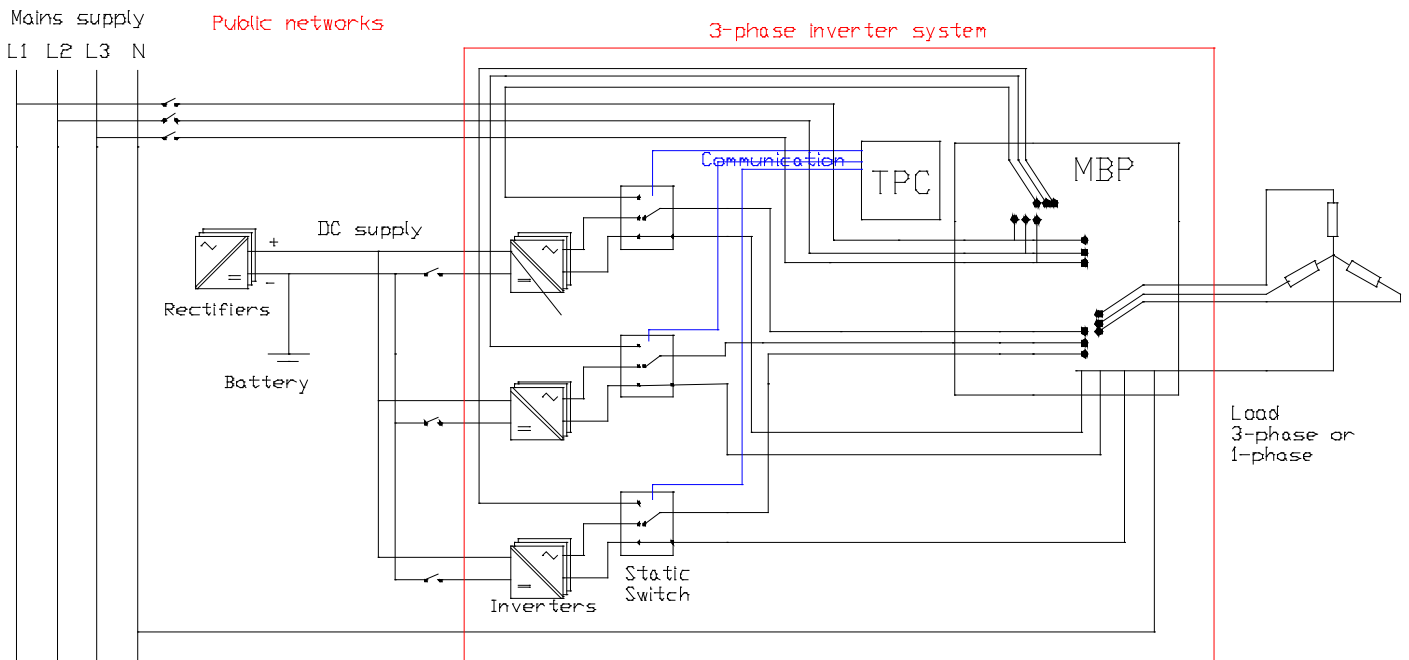 Mains supply
Public networks
3-phase inverter system
L1 L2 L3 N
Communication
TPC
MBP
DC supply
+
-
Rectifiers
Battery
Load
3-phase or
1-phase
Static
Switch
Inverters